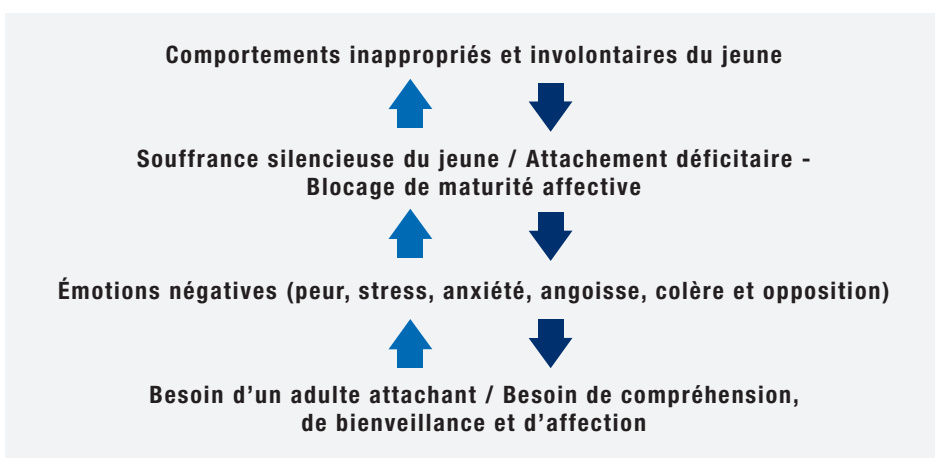 Comportements inappropriés et involontaires du jeune
Souffrance silencieuse du jeune / Attachement déficitaire -
Blocage de maturité affective
Émotions négatives (peur, stress, anxiété, angoisse, colère et opposition)
Besoin d’un adulte attachant / Besoin de compréhension,
de bienveillance et d’affection